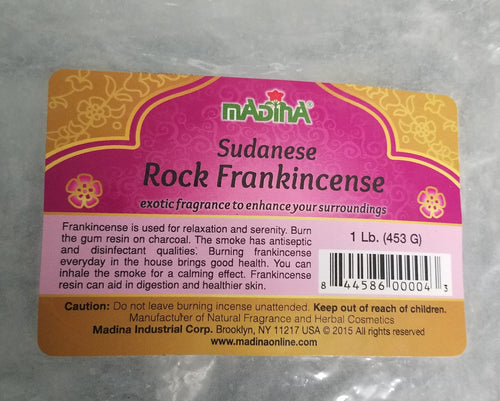 mADiNA®
Sudanese
Rock Frankincense
exotic fragrance to enhance your surroundings
Frankincense is used for relaxation and serenity. Burn
the gum resin on charcoal. The smoke has antiseptic
and disinfectant qualities. Burning frankincense
everyday in the house brings good health. You can
inhale the smoke for a calming effect. Frankincense
resin can aid in digestion and healthier skin.
1 Lb. (453 G)
8 44586 00004 3
Caution: Do not leave burning incense unattended. Keep out of reach of children.
Manufacturer of Natural Fragrance and Herbal Cosmetics
Madina Industrial Corp. Brooklyn, NY 11217 USA © 2015 All rights reserved
www.madinaonline.com